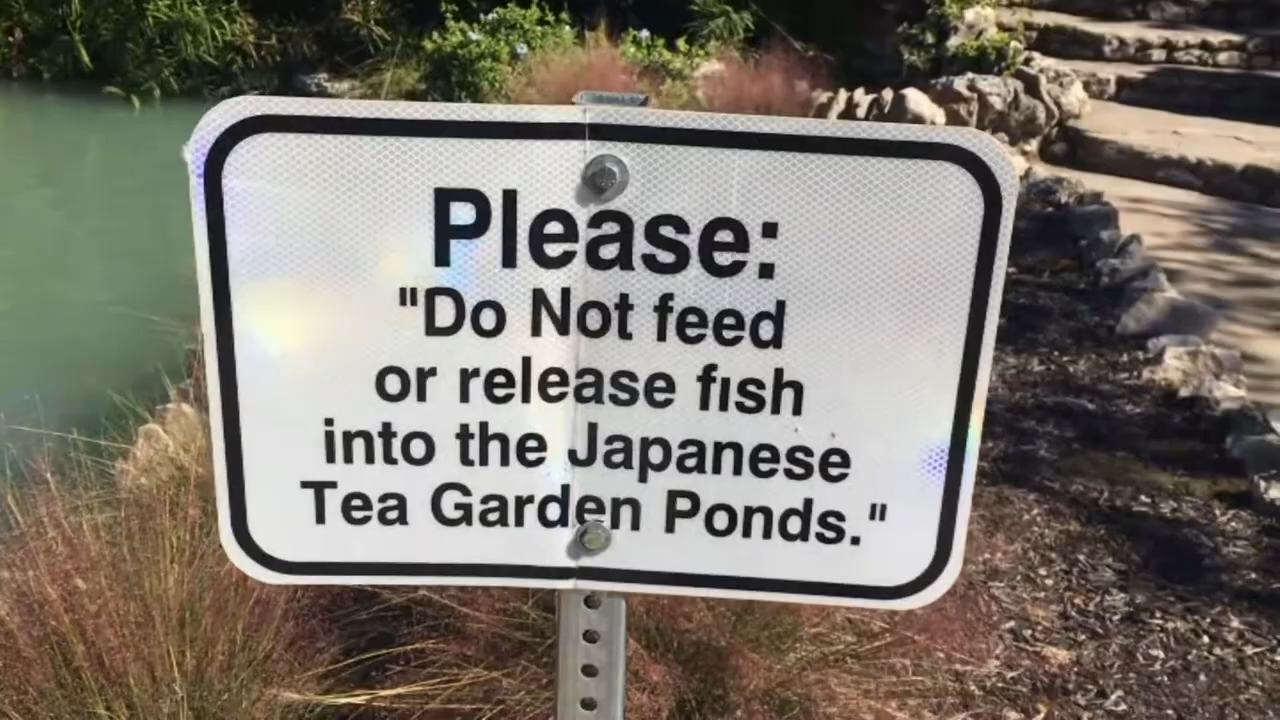 Please:
"Do Not feed
or release fish
into the Japanese
Tea Garden Ponds."